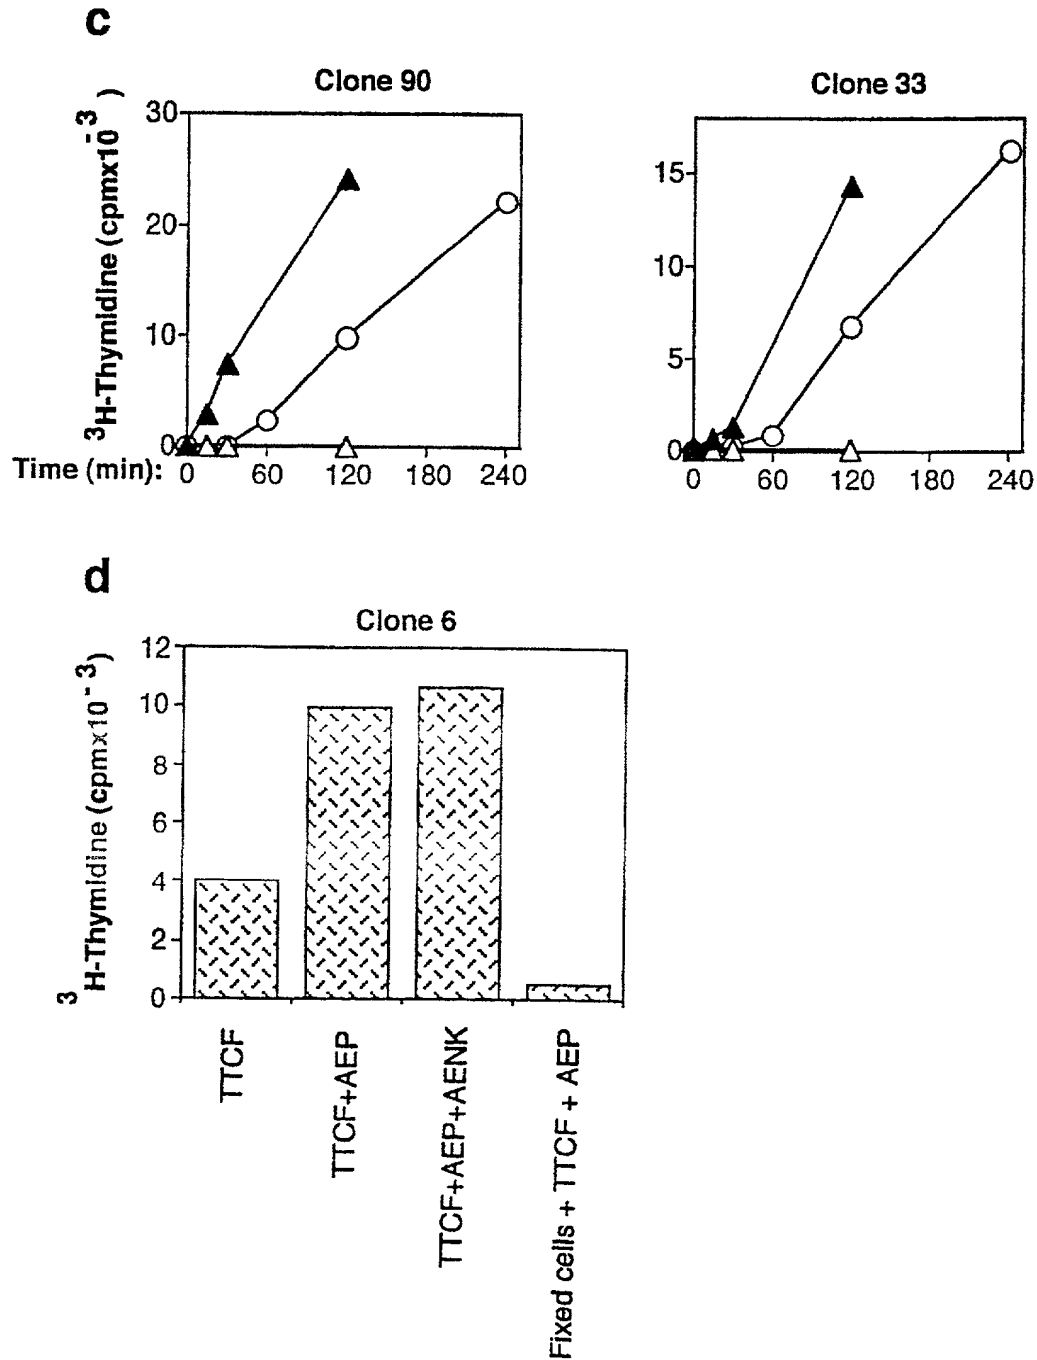 c
Clone 90
Clone 33
³H-Thymidine (cpmx10⁻³)
30
20
10
0
15
10
5
0
Time (min): 0 60 120 180 240
0 60 120 180 240
d
Clone 6
³H-Thymidine (cpmx10⁻³)
12
10
8
6
4
2
0
TTCF
TTCF+AEP
TTCF+AEP+AENK
Fixed cells + TTCF + AEP